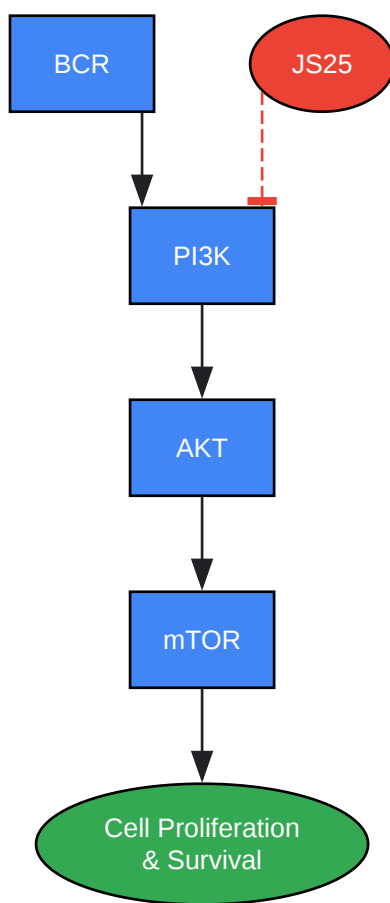 BCR
JS25
PI3K
AKT
mTOR
Cell Proliferation
& Survival